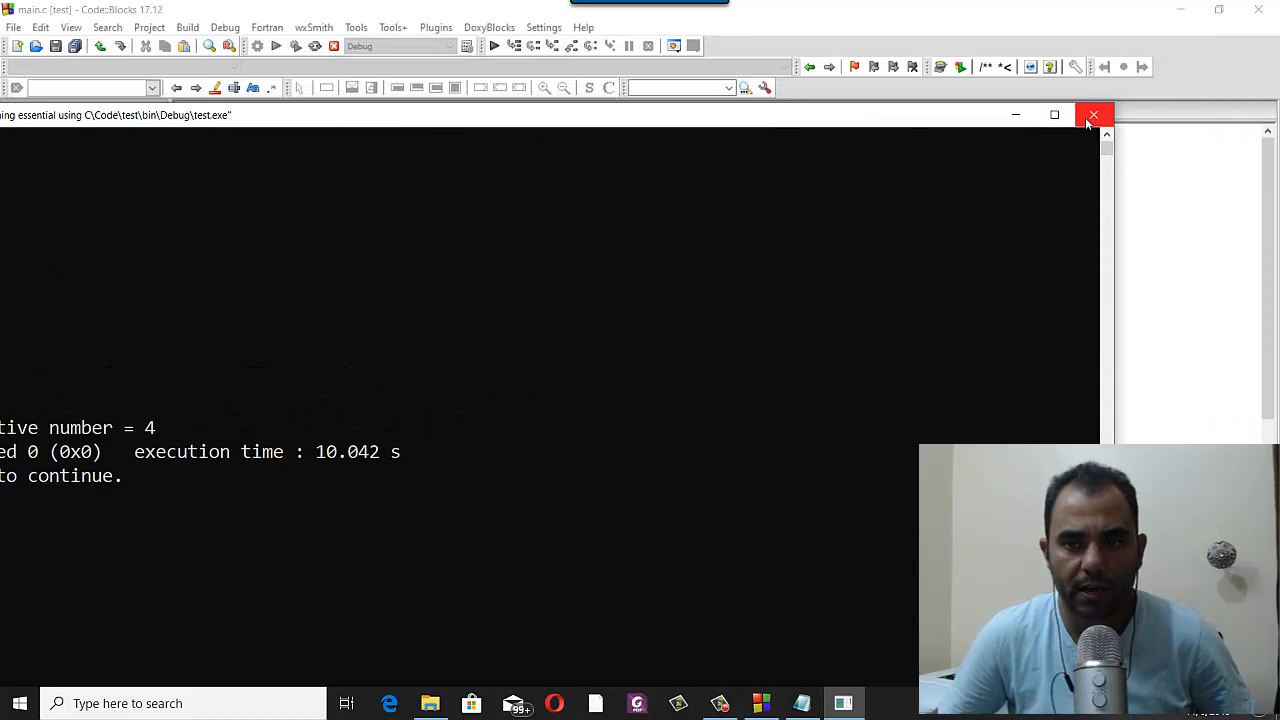 main.c [test] - Code::Blocks 17.12
File Edit View Search Project Build Debug Fortran wxSmith Tools Tools+ Plugins DoxyBlocks Settings Help
Debug
/** *<
S C
ing essential using C\Code\test\bin\Debug\test.exe"
tive number = 4
ed 0 (0x0) execution time : 10.042 s
to continue.
Type here to search
99+